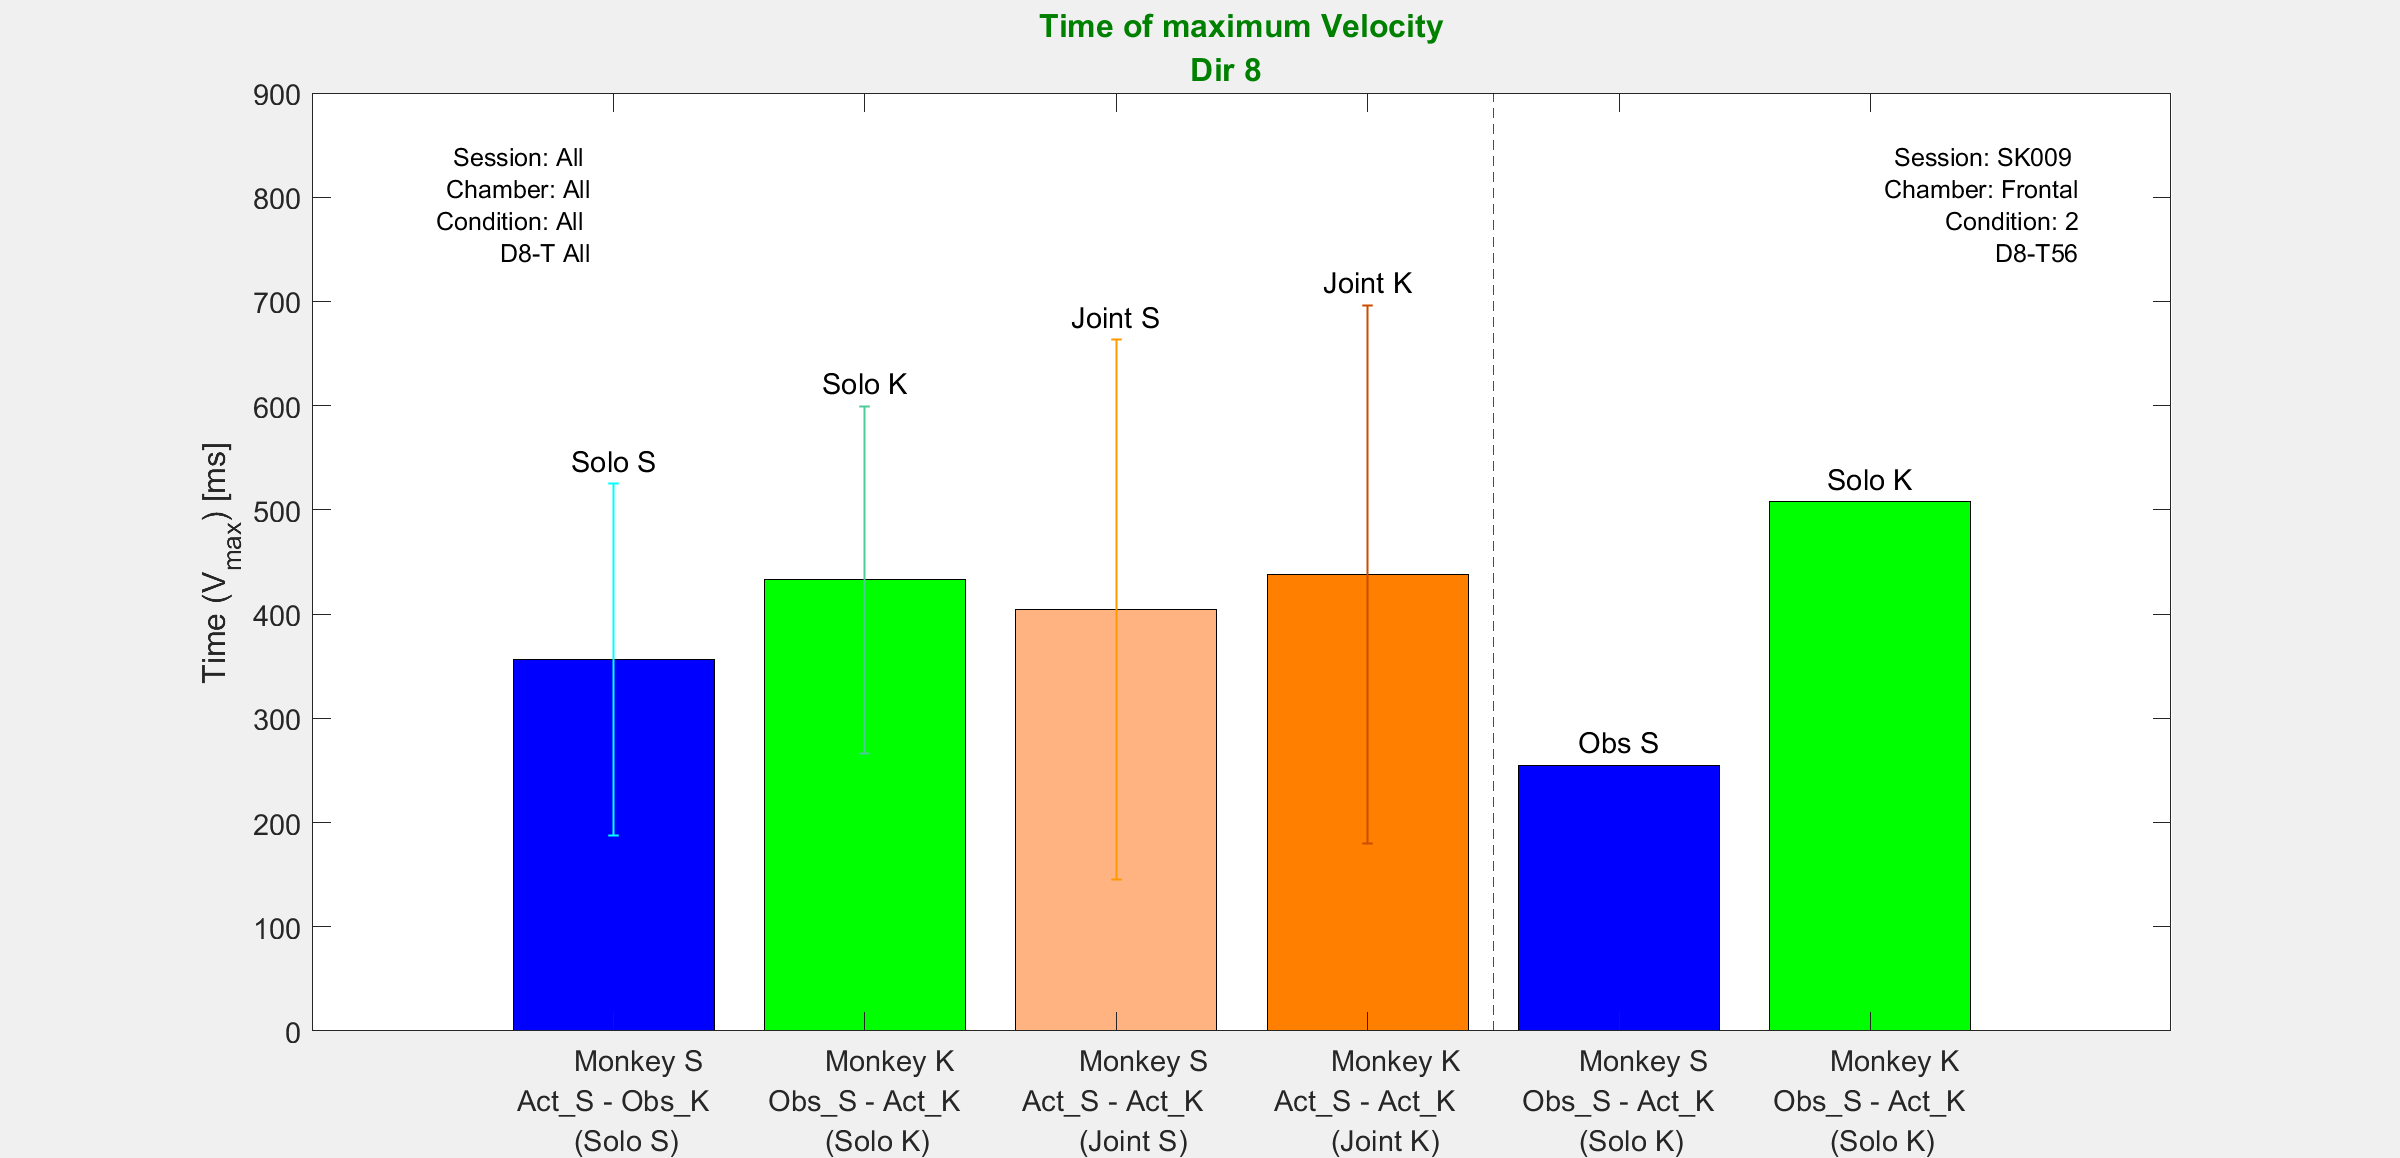 Time of maximum Velocity
Dir 8
900
800
700
600
500
400
300
200
100
0
Time (Vmax) [ms]
Session: All
Chamber: All
Condition: All
D8-T All
Session: SK009
Chamber: Frontal
Condition: 2
D8-T56
Solo S
Solo K
Joint S
Joint K
Obs S
Solo K
Monkey S
Act_S - Obs_K
(Solo S)
Monkey K
Obs_S - Act_K
(Solo K)
Monkey S
Act_S - Act_K
(Joint S)
Monkey K
Act_S - Act_K
(Joint K)
Monkey S
Obs_S - Act_K
(Solo K)
Monkey K
Obs_S - Act_K
(Solo K)